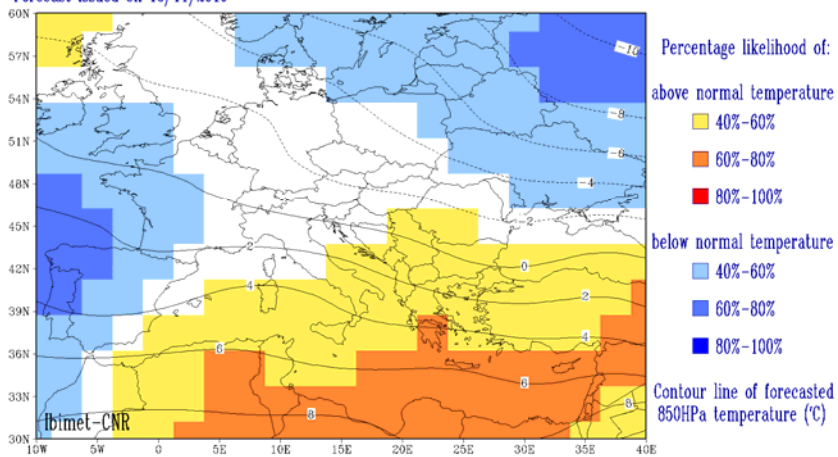 60N
57N
54N
51N
48N
45N
42N
39N
36N
33N
30N
10W
5W
0
5E
10E
15E
20E
25E
30E
35E
40E
-10
-8
-6
-4
-2
0
2
2
4
4
6
6
8
8
8
Ibimet-CNR
Percentage likelihood of:
above normal temperature
40%-60%
60%-80%
80%-100%
below normal temperature
40%-60%
60%-80%
80%-100%
Contour line of forecasted
850HPa temperature (°C)